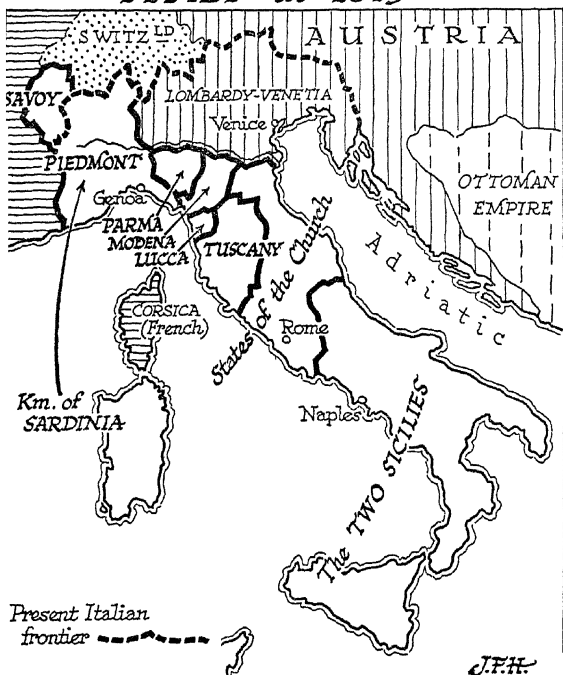 SWITZ LD
AUSTRIA
SAVOY
LOMBARDY-VENETIA
Venice
PIEDMONT
OTTOMAN
EMPIRE
Genoa
PARMA
MODENA
LUCCA
TUSCANY
States of the Church
Adriatic
CORSICA
(French)
Rome
Km. of
SARDINIA
Naples
The TWO SICILIES
Present Italian
frontier
J.F.H.